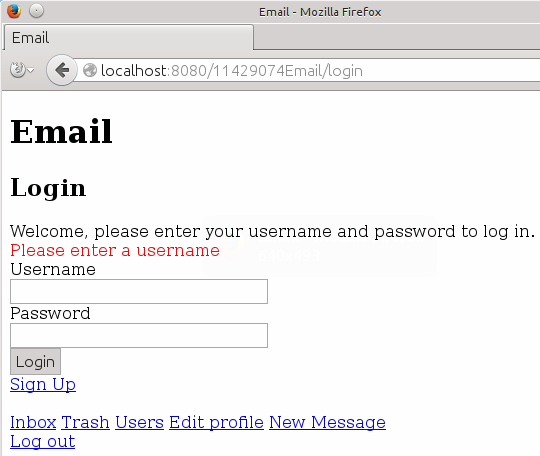 Email - Mozilla Firefox
Email
localhost:8080/11429074Email/login
Email
Login
Welcome, please enter your username and password to log in.
Please enter a username
Username
Password
Login
Sign Up
Inbox Trash Users Edit profile New Message
Log out